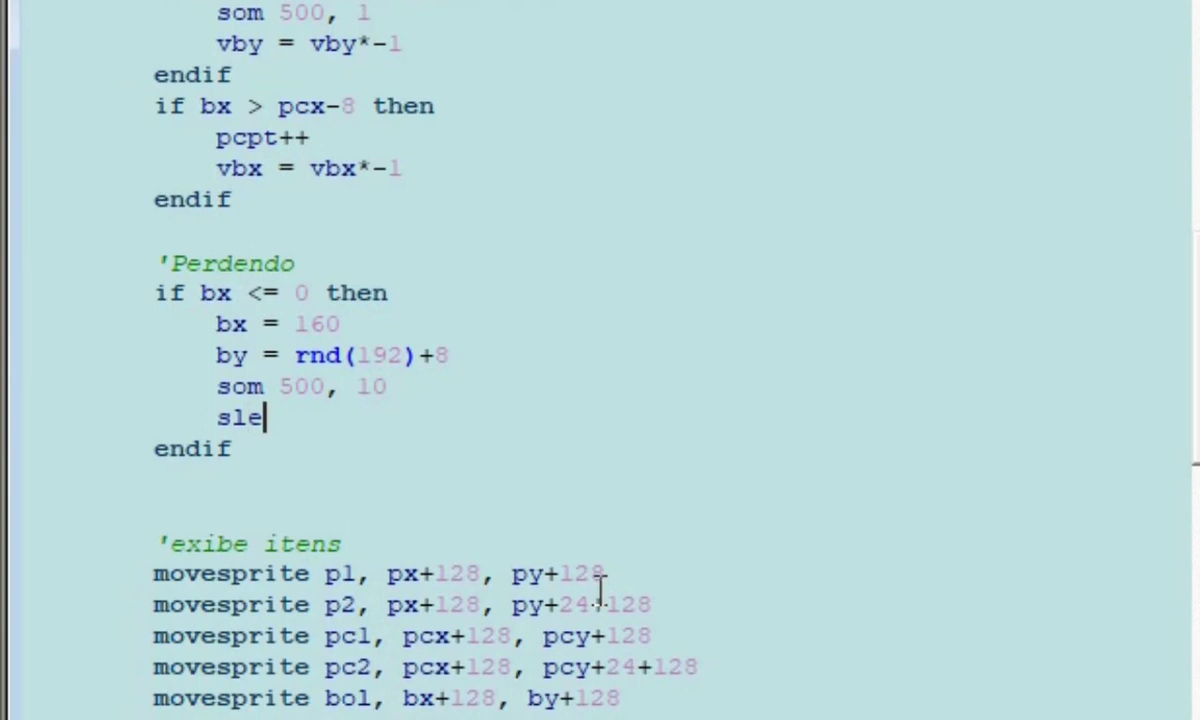 som 500, 1
vby = vby*-1
endif
if bx > pcx-8 then
pcpt++
vbx = vbx*-1
endif
'Perdendo
if bx <= 0 then
bx = 160
by = rnd(192)+8
som 500, 10
sle
endif
'exibe itens
movesprite p1, px+128, py+128
movesprite p2, px+128, py+24+128
movesprite pc1, pcx+128, pcy+128
movesprite pc2, pcx+128, pcy+24+128
movesprite bol, bx+128, by+128